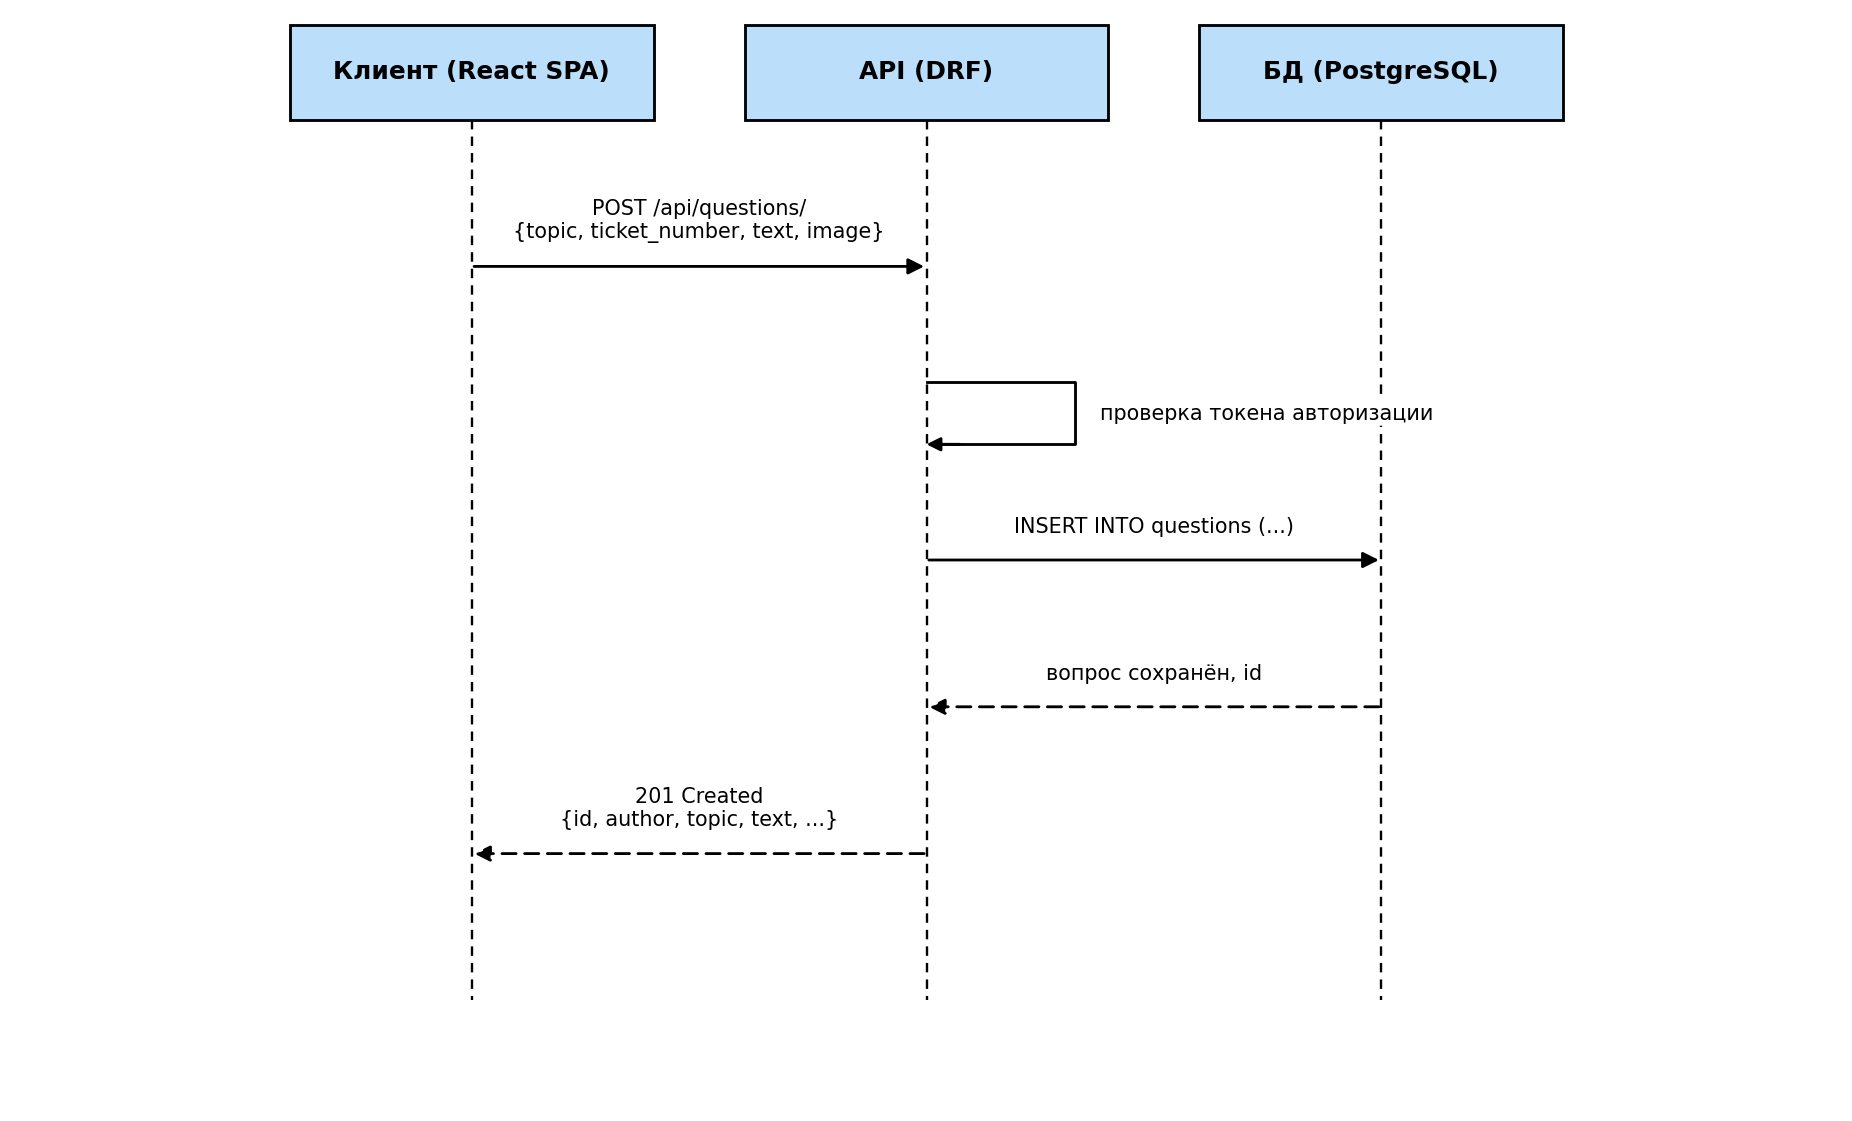 Клиент (React SPA)
API (DRF)
БД (PostgreSQL)
POST /api/questions/
{topic, ticket_number, text, image}
проверка токена авторизации
INSERT INTO questions (...)
вопрос сохранён, id
201 Created
{id, author, topic, text, ...}